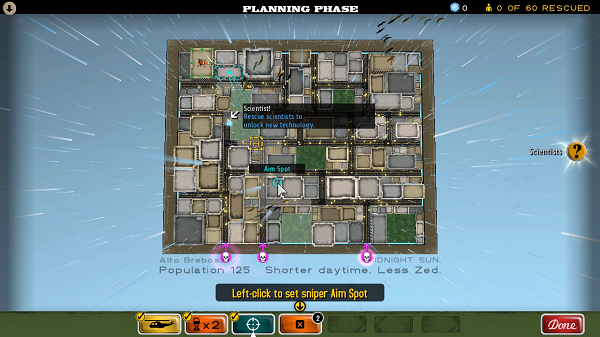 PLANNING PHASE
0
0 OF 60 RESCUED
Scientist!
Rescue scientists to
unlock new technology.
Scientists ?
Aim Spot
Alto Brebos
IDNIGHT SUN.
Population 125 Shorter daytime. Less Zed.
Left-click to set sniper Aim Spot
x2
2
Done